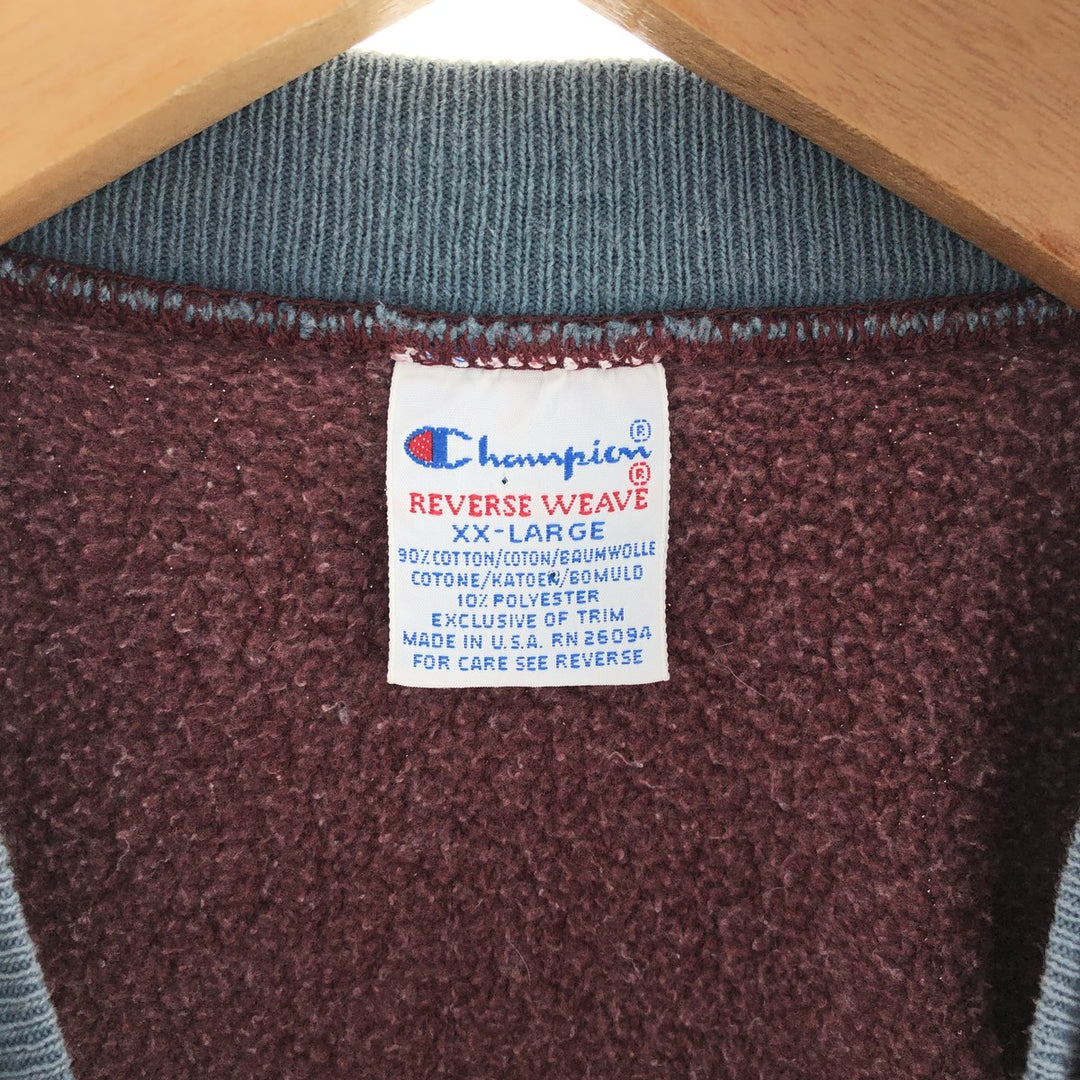 Champion®
REVERSE WEAVE®
XX-LARGE
90% COTTON/COTON/BAUMWOLLE
COTONE/KATOEN/BOMULD
10% POLYESTER
EXCLUSIVE OF TRIM
MADE IN U.S.A. RN 26094
FOR CARE SEE REVERSE